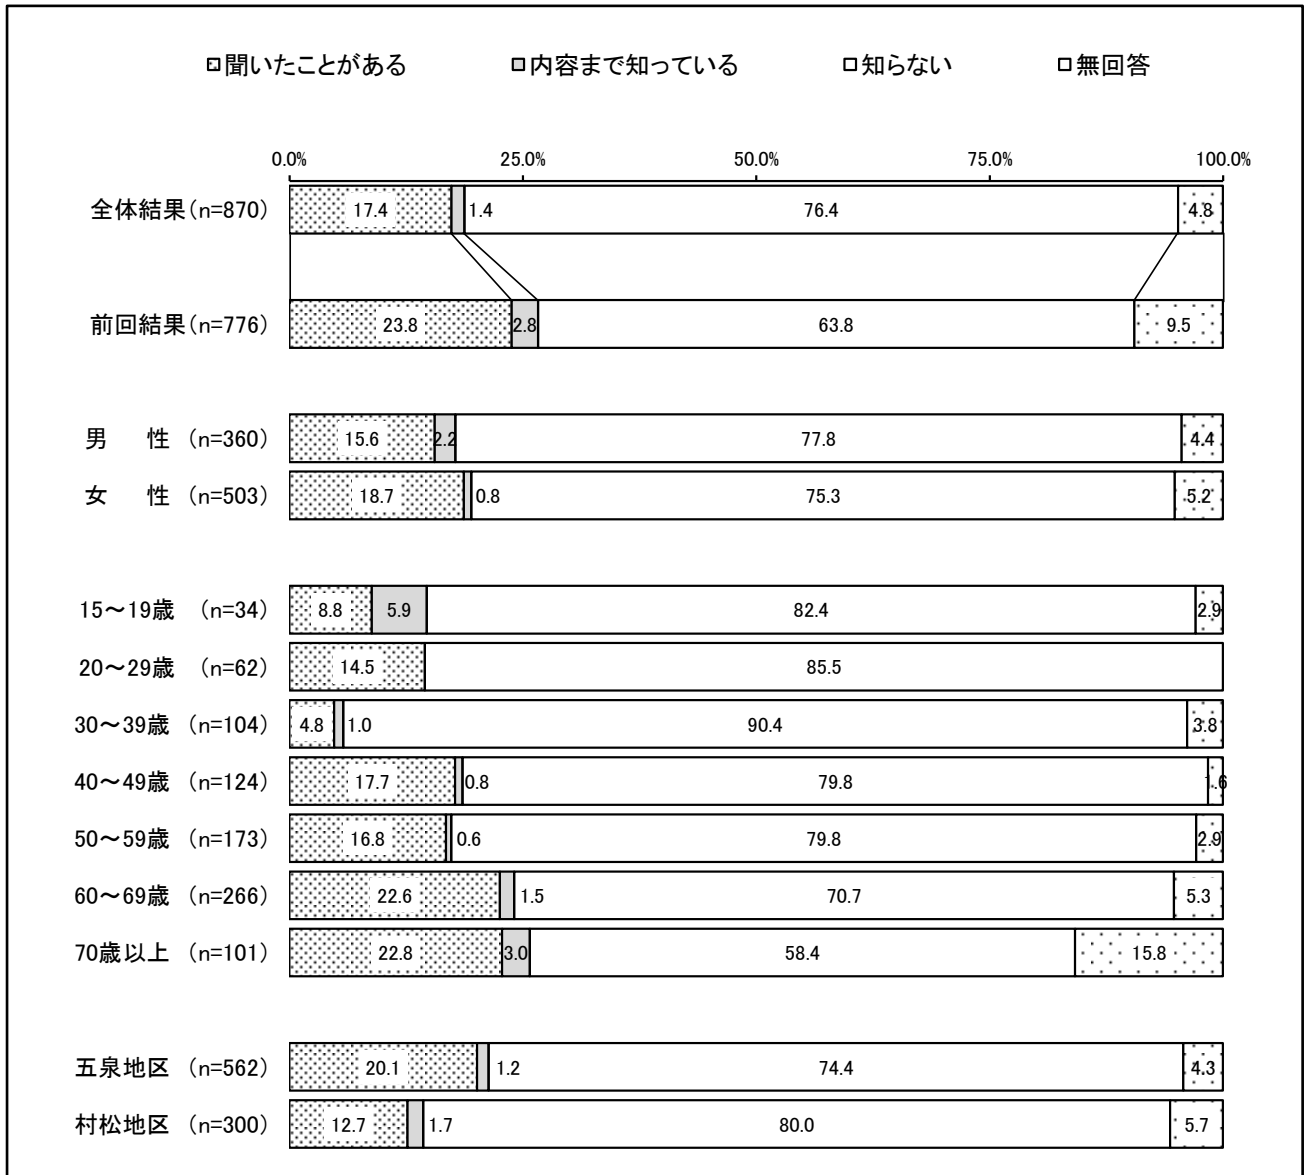 聞いたことがある 内容まで知っている 知らない 無回答
0.0% 25.0% 50.0% 75.0% 100.0%
全体結果(n=870) 17.4 1.4 76.4 4.8
前回結果(n=776) 23.8 2.8 63.8 9.5
男 性 (n=360) 15.6 2.2 77.8 4.4
女 性 (n=503) 18.7 0.8 75.3 5.2
15～19歳 (n=34) 8.8 5.9 82.4 2.9
20～29歳 (n=62) 14.5 85.5
30～39歳 (n=104) 4.8 1.0 90.4 3.8
40～49歳 (n=124) 17.7 0.8 79.8 1.6
50～59歳 (n=173) 16.8 0.6 79.8 2.9
60～69歳 (n=266) 22.6 1.5 70.7 5.3
70歳以上 (n=101) 22.8 3.0 58.4 15.8
五泉地区 (n=562) 20.1 1.2 74.4 4.3
村松地区 (n=300) 12.7 1.7 80.0 5.7